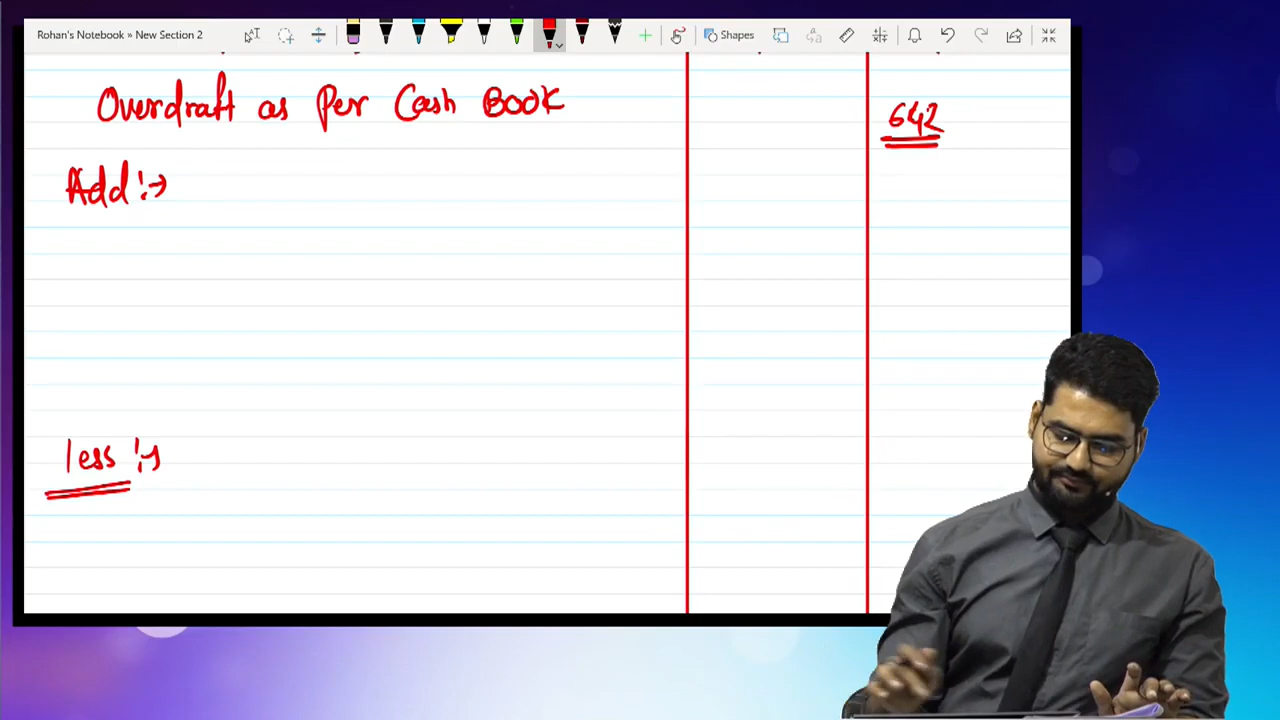 Rohan's Notebook » New Section 2
Shapes
Overdraft as Per Cash Book
642
Add :→
less :→